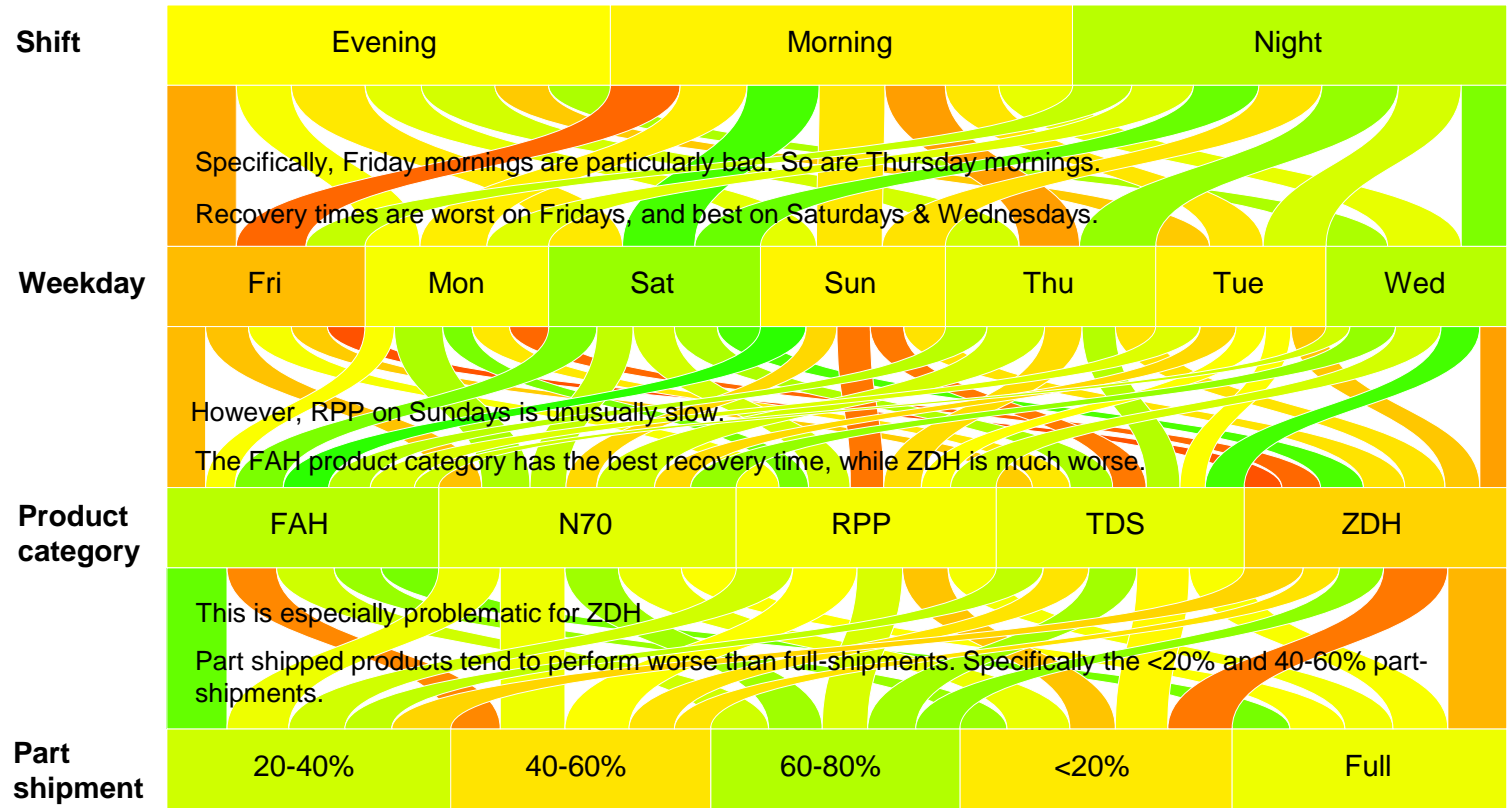 Shift
Evening Morning Night
Specifically, Friday mornings are particularly bad. So are Thursday mornings.
Recovery times are worst on Fridays, and best on Saturdays & Wednesdays.
Weekday
Fri Mon Sat Sun Thu Tue Wed
However, RPP on Sundays is unusually slow.
The FAH product category has the best recovery time, while ZDH is much worse.
Product
category
FAH N70 RPP TDS ZDH
This is especially problematic for ZDH
Part shipped products tend to perform worse than full-shipments. Specifically the <20% and 40-60% part-
shipments.
Part
shipment
20-40% 40-60% 60-80% <20% Full